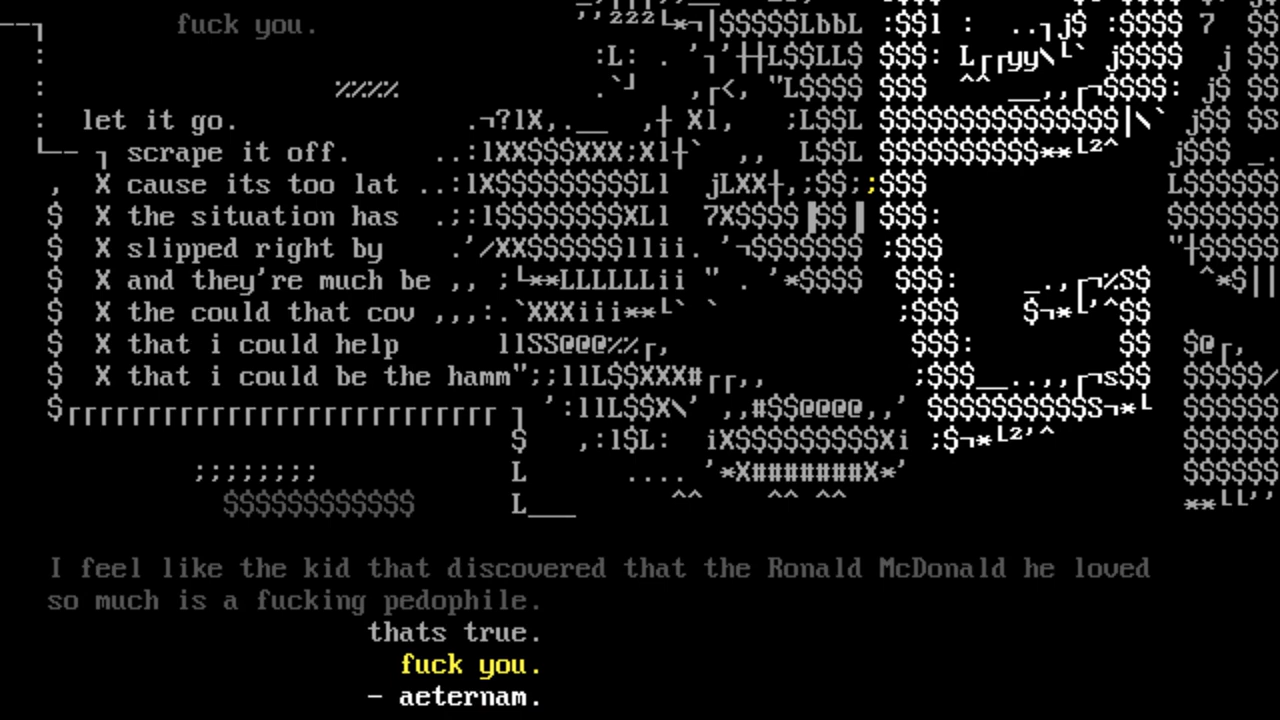 fuck you.
let it go.
scrape it off.
cause its too lat
the situation has
slipped right by
and they're much be
the could that cov
that i could help
that i could be the hamm"
I feel like the kid that discovered that the Ronald McDonald he loved
so much is a fucking pedophile.
thats true.
fuck you.
- aeternam.